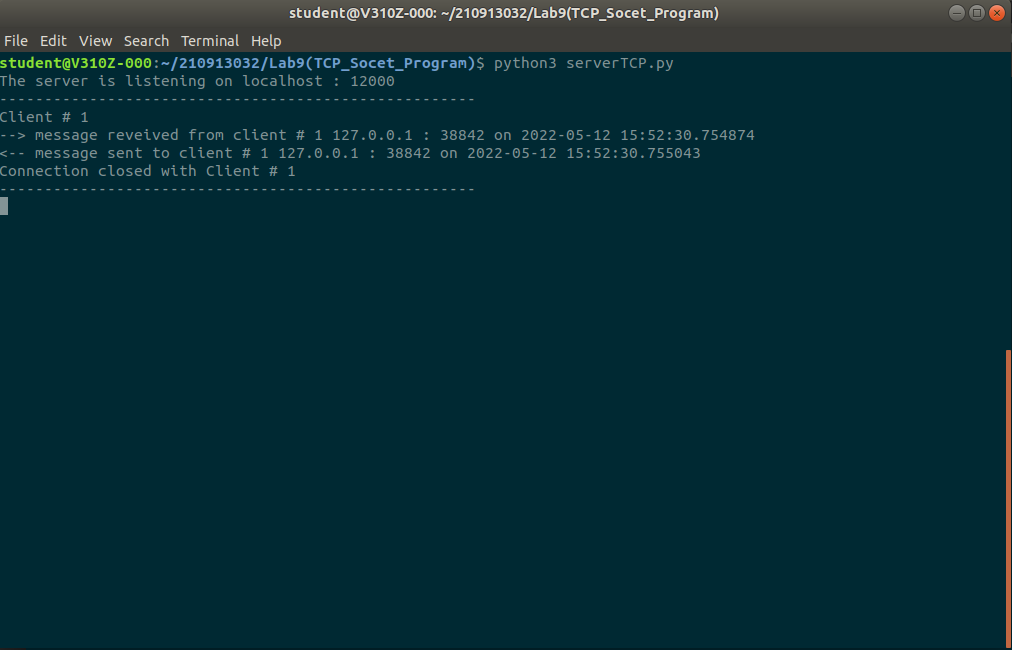 student@V310Z-000: ~/210913032/Lab9(TCP_Socet_Program)
File Edit View Search Terminal Help
student@V310Z-000:~/210913032/Lab9(TCP_Socet_Program)$ python3 serverTCP.py
The server is listening on localhost : 12000
-----------------------------------------------------
Client # 1
--> message reveived from client # 1 127.0.0.1 : 38842 on 2022-05-12 15:52:30.754874
<-- message sent to client # 1 127.0.0.1 : 38842 on 2022-05-12 15:52:30.755043
Connection closed with Client # 1
-----------------------------------------------------